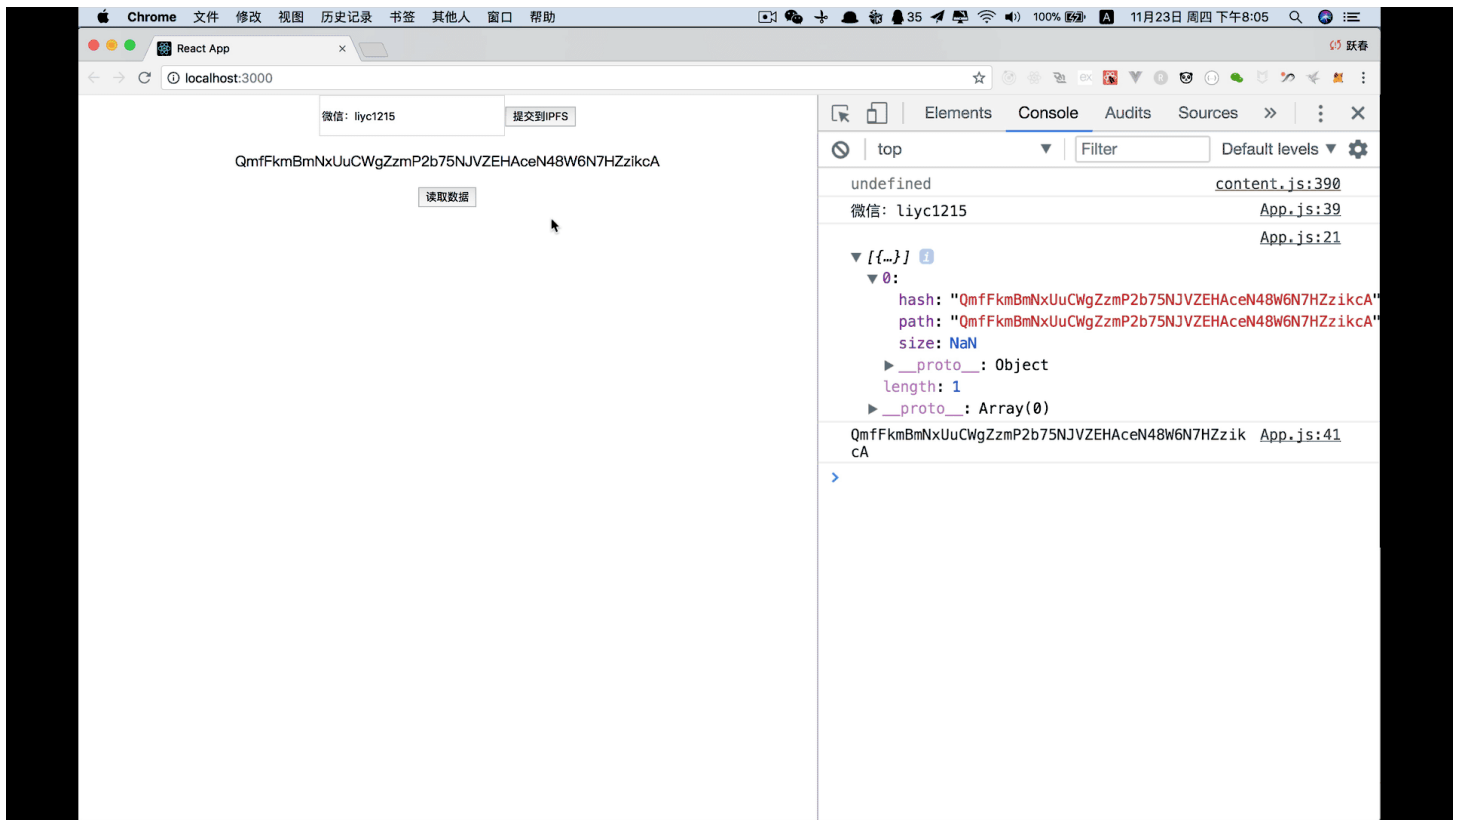 Chrome 文件 修改 视图 历史记录 书签 其他人 窗口 帮助 35 100% A 11月23日 周四 下午8:05
React App 跃春
localhost:3000
微信：liyc1215 提交到IPFS
QmfFkmBmNxUuCWgZzmP2b75NJVZEHAceN48W6N7HZzikcA
读取数据
Elements Console Audits Sources
top Filter Default levels
undefined content.js:390
微信：liyc1215 App.js:39
App.js:21
[{…}] i
0:
hash: "QmfFkmBmNxUuCWgZzmP2b75NJVZEHAceN48W6N7HZzikcA"
path: "QmfFkmBmNxUuCWgZzmP2b75NJVZEHAceN48W6N7HZzikcA"
size: NaN
__proto__: Object
length: 1
__proto__: Array(0)
QmfFkmBmNxUuCWgZzmP2b75NJVZEHAceN48W6N7HZzik App.js:41
cA